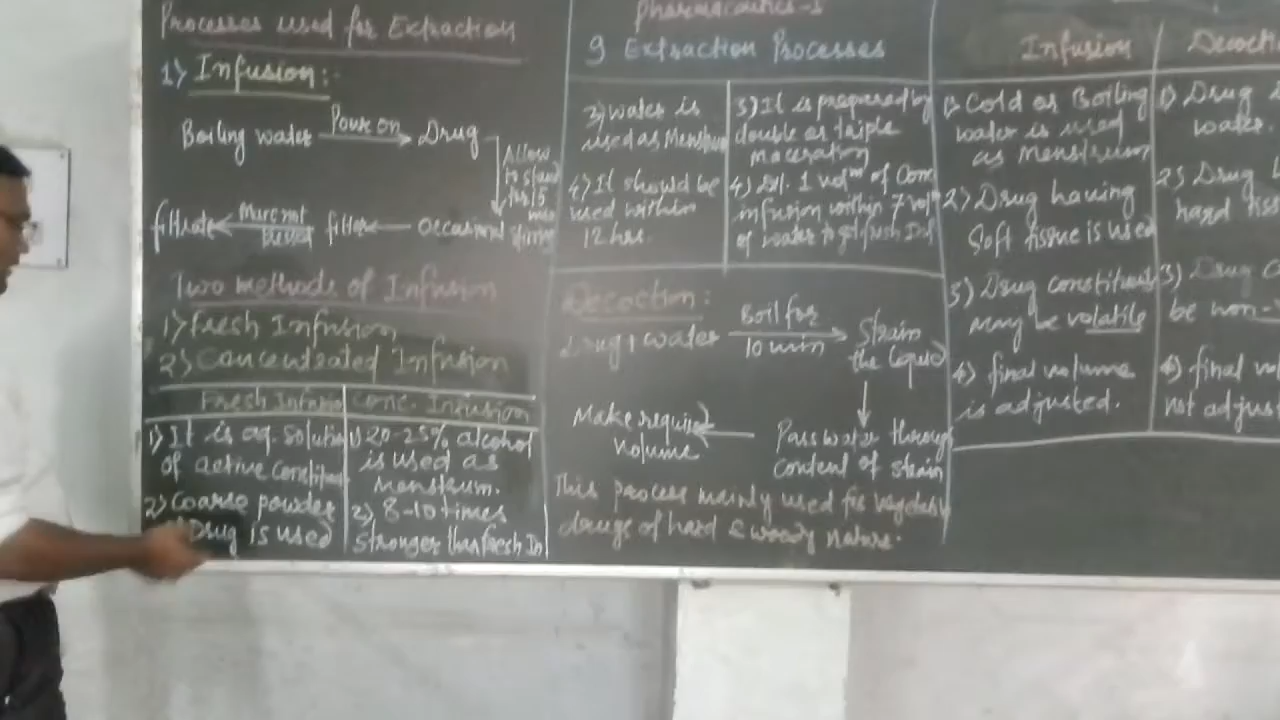 Processes used for Extraction
1) Infusion:-
Boiling water Pour on Drug
Allow
to stand
for 15
min
Occasional
filter
Marc not
Pressed
filtrate
Two methods of Infusion
1) Fresh Infusion
2) Concentrated Infusion
Fresh Infusion
1) It is aq. solution
of active
2) Coarse powder
Drug is used
Conc. Infusion
1) 20-25% alcohol
is used as
menstrum.
2) 8-10 times
stronger than fresh In
Pharmaceutics-1
9 Extraction Processes
3) water is
used as Menstrum
4) It should be
used within
12 hrs.
3) It is prepared by
double or triple
maceration
4) Dil. 1 volm of Conc
infusion within 7 vol
of water to get fresh Inf
Decoction:
Drug + water Boil for
10 min
Strain
the liquid
Pass water through
content of strain
Make required
volume
This process mainly used for vegetable
drugs of hard & woody nature.
Infusion
1) Cold or Boiling
water is used
as menstrum
2) Drug having
Soft tissue is used
3) Drug constituents
may be volatile
4) final volume
is adjusted.
Decocti
1) Drug
water.
2) Drug
hard tiss
3) Drug C
be non-
4) final vo
not adjus